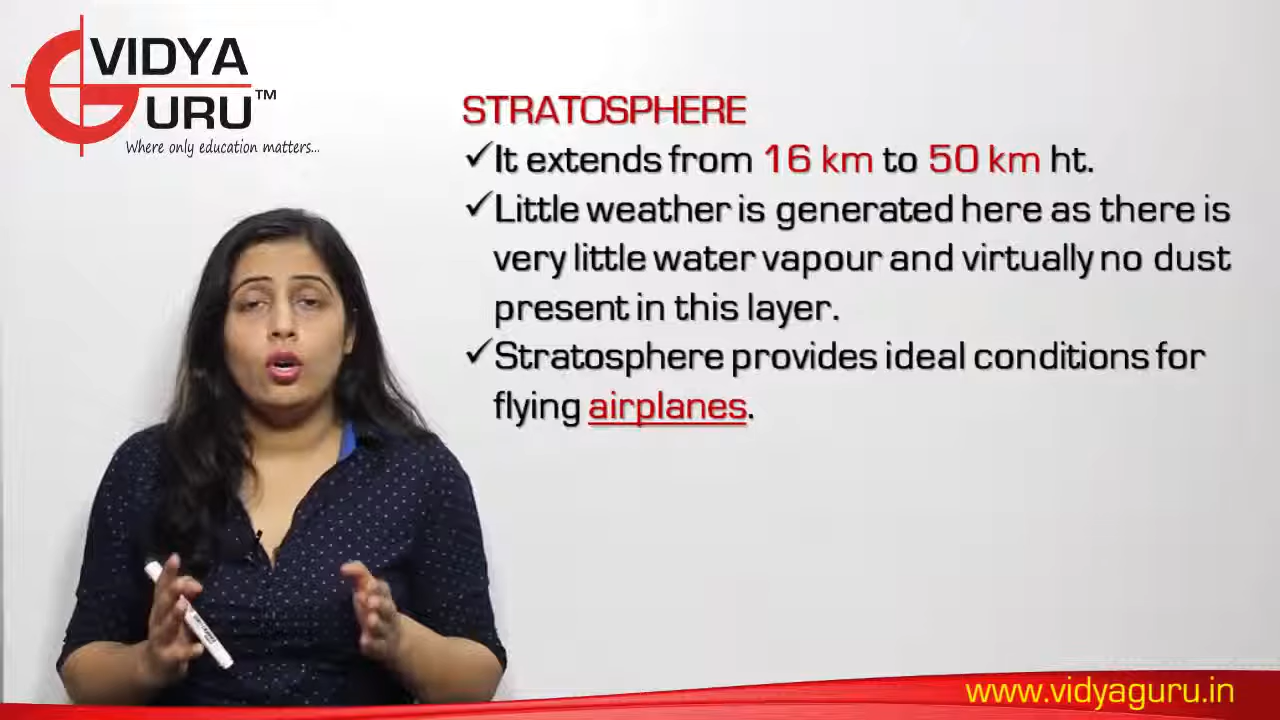 VIDYA
GURU™
Where only education matters...
STRATOSPHERE
✓It extends from 16 km to 50 km ht.
✓Little weather is generated here as there is
very little water vapour and virtually no dust
present in this layer.
✓Stratosphere provides ideal conditions for
flying airplanes.
www.vidyaguru.in